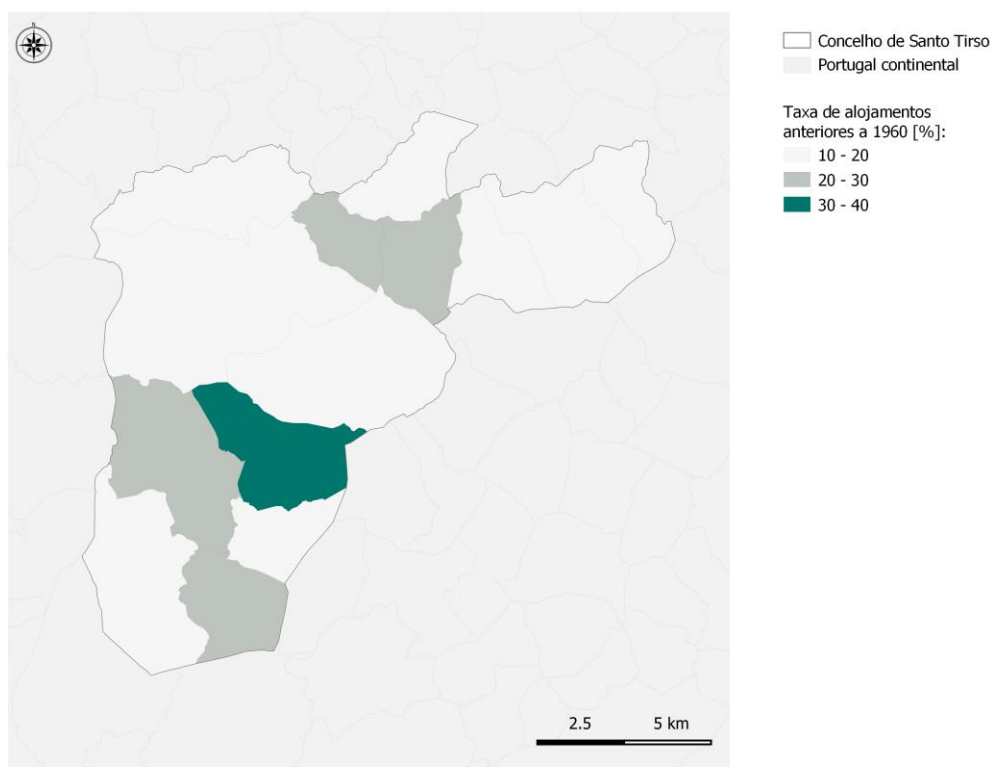 N
Concelho de Santo Tirso
Portugal continental
Taxa de alojamentos
anteriores a 1960 [%]:
10 - 20
20 - 30
30 - 40
2.5 5 km